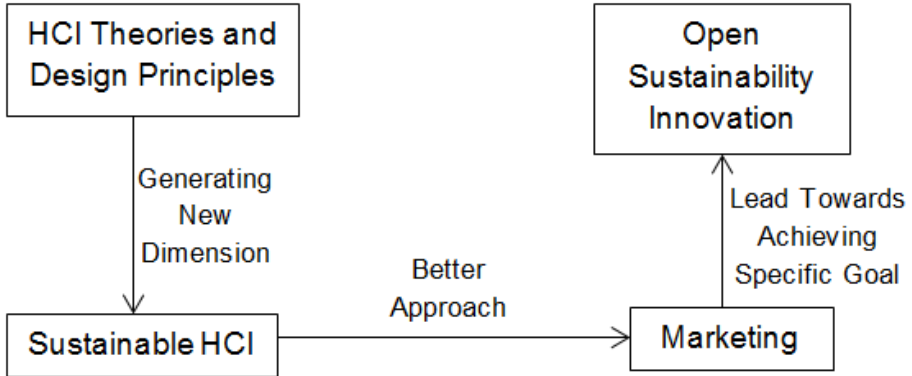 HCI Theories and
Design Principles
Open
Sustainability
Innovation
Generating
New
Dimension
Lead Towards
Achieving
Specific Goal
Better
Approach
Sustainable HCI
Marketing